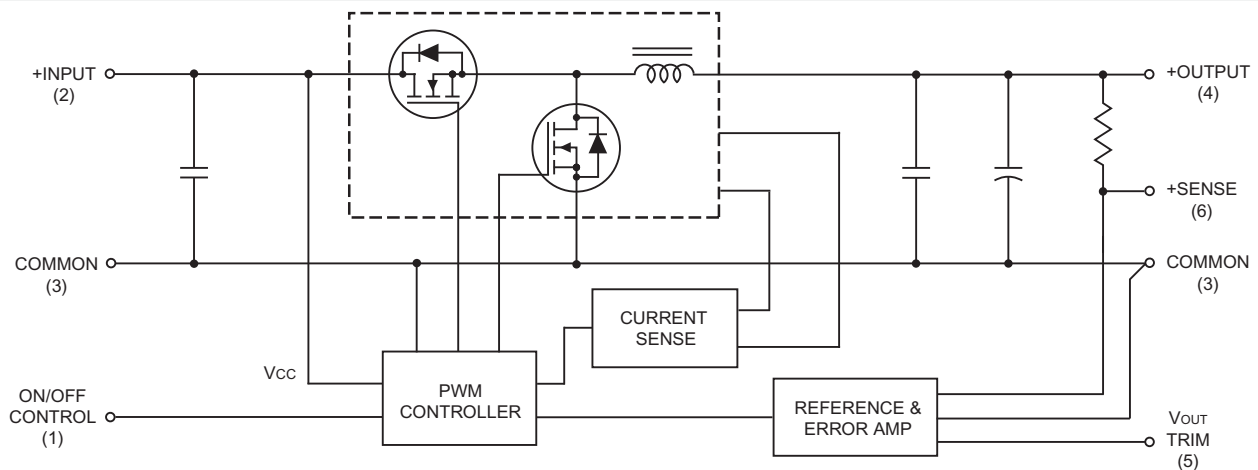 +INPUT
(2)
+OUTPUT
(4)
+SENSE
(6)
COMMON
(3)
COMMON
(3)
CURRENT
SENSE
VCC
PWM
CONTROLLER
ON/OFF
CONTROL
(1)
REFERENCE &
ERROR AMP
VOUT
TRIM
(5)